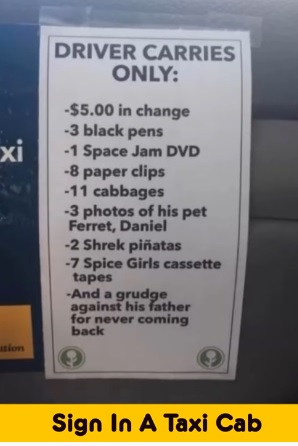 DRIVER CARRIES
ONLY:
-$5.00 in change
-3 black pens
-1 Space Jam DVD
-8 paper clips
-11 cabbages
-3 photos of his pet
Ferret, Daniel
-2 Shrek piñatas
-7 Spice Girls cassette
tapes
-And a grudge
against his father
for never coming
back
xi
ation
Sign In A Taxi Cab